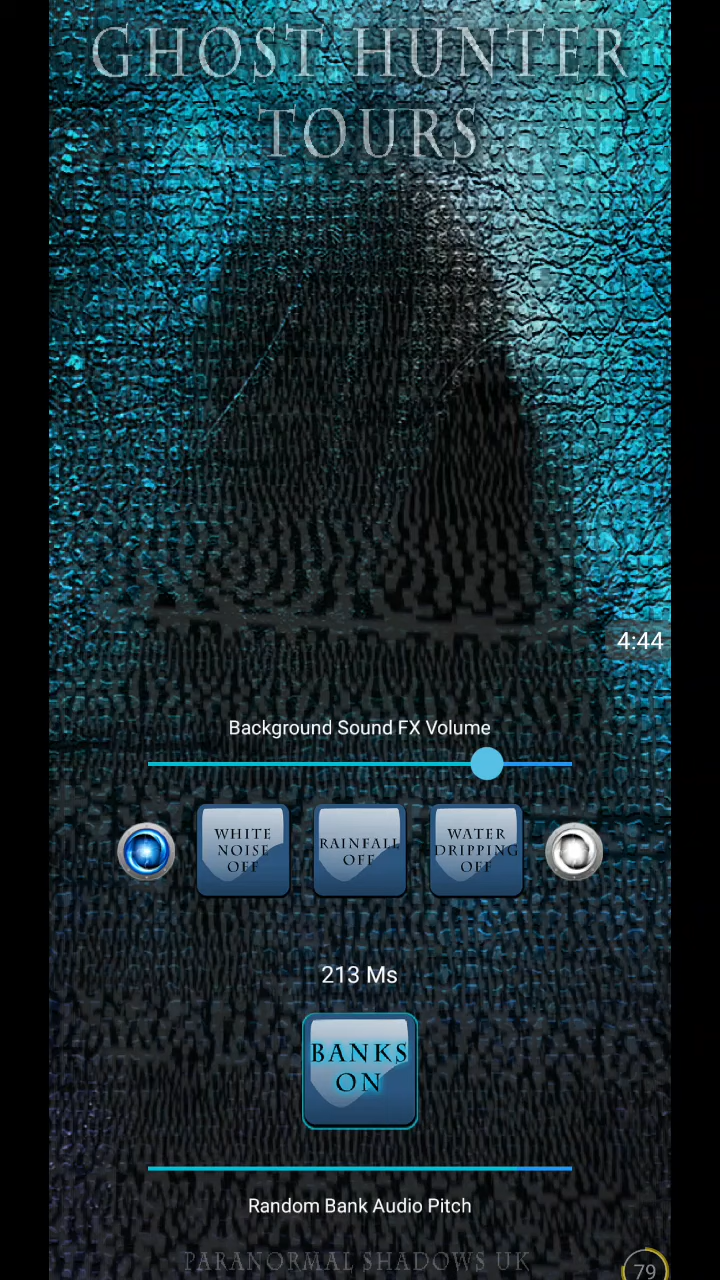 GHOST HUNTER
TOURS
4:44
Background Sound FX Volume
WHITE
NOISE
OFF
RAINFALL
OFF
WATER
DRIPPING
OFF
213 Ms
BANKS
ON
Random Bank Audio Pitch
PARANORMAL SHADOWS UK
79